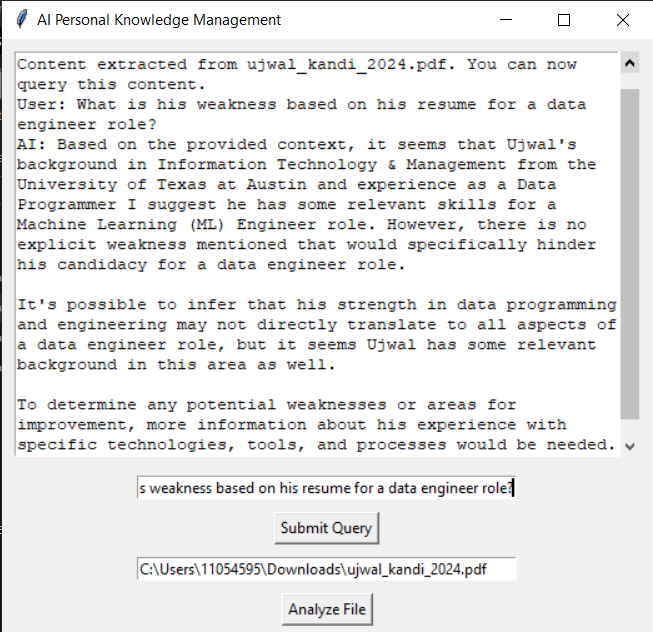 AI Personal Knowledge Management
Content extracted from ujwal_kandi_2024.pdf. You can now
query this content.
User: What is his weakness based on his resume for a data
engineer role?
AI: Based on the provided context, it seems that Ujwal's
background in Information Technology & Management from the
University of Texas at Austin and experience as a Data
Programmer I suggest he has some relevant skills for a
Machine Learning (ML) Engineer role. However, there is no
explicit weakness mentioned that would specifically hinder
his candidacy for a data engineer role.
It's possible to infer that his strength in data programming
and engineering may not directly translate to all aspects of
a data engineer role, but it seems Ujwal has some relevant
background in this area as well.
To determine any potential weaknesses or areas for
improvement, more information about his experience with
specific technologies, tools, and processes would be needed.
s weakness based on his resume for a data engineer role?
Submit Query
C:\Users\11054595\Downloads\ujwal_kandi_2024.pdf
Analyze File